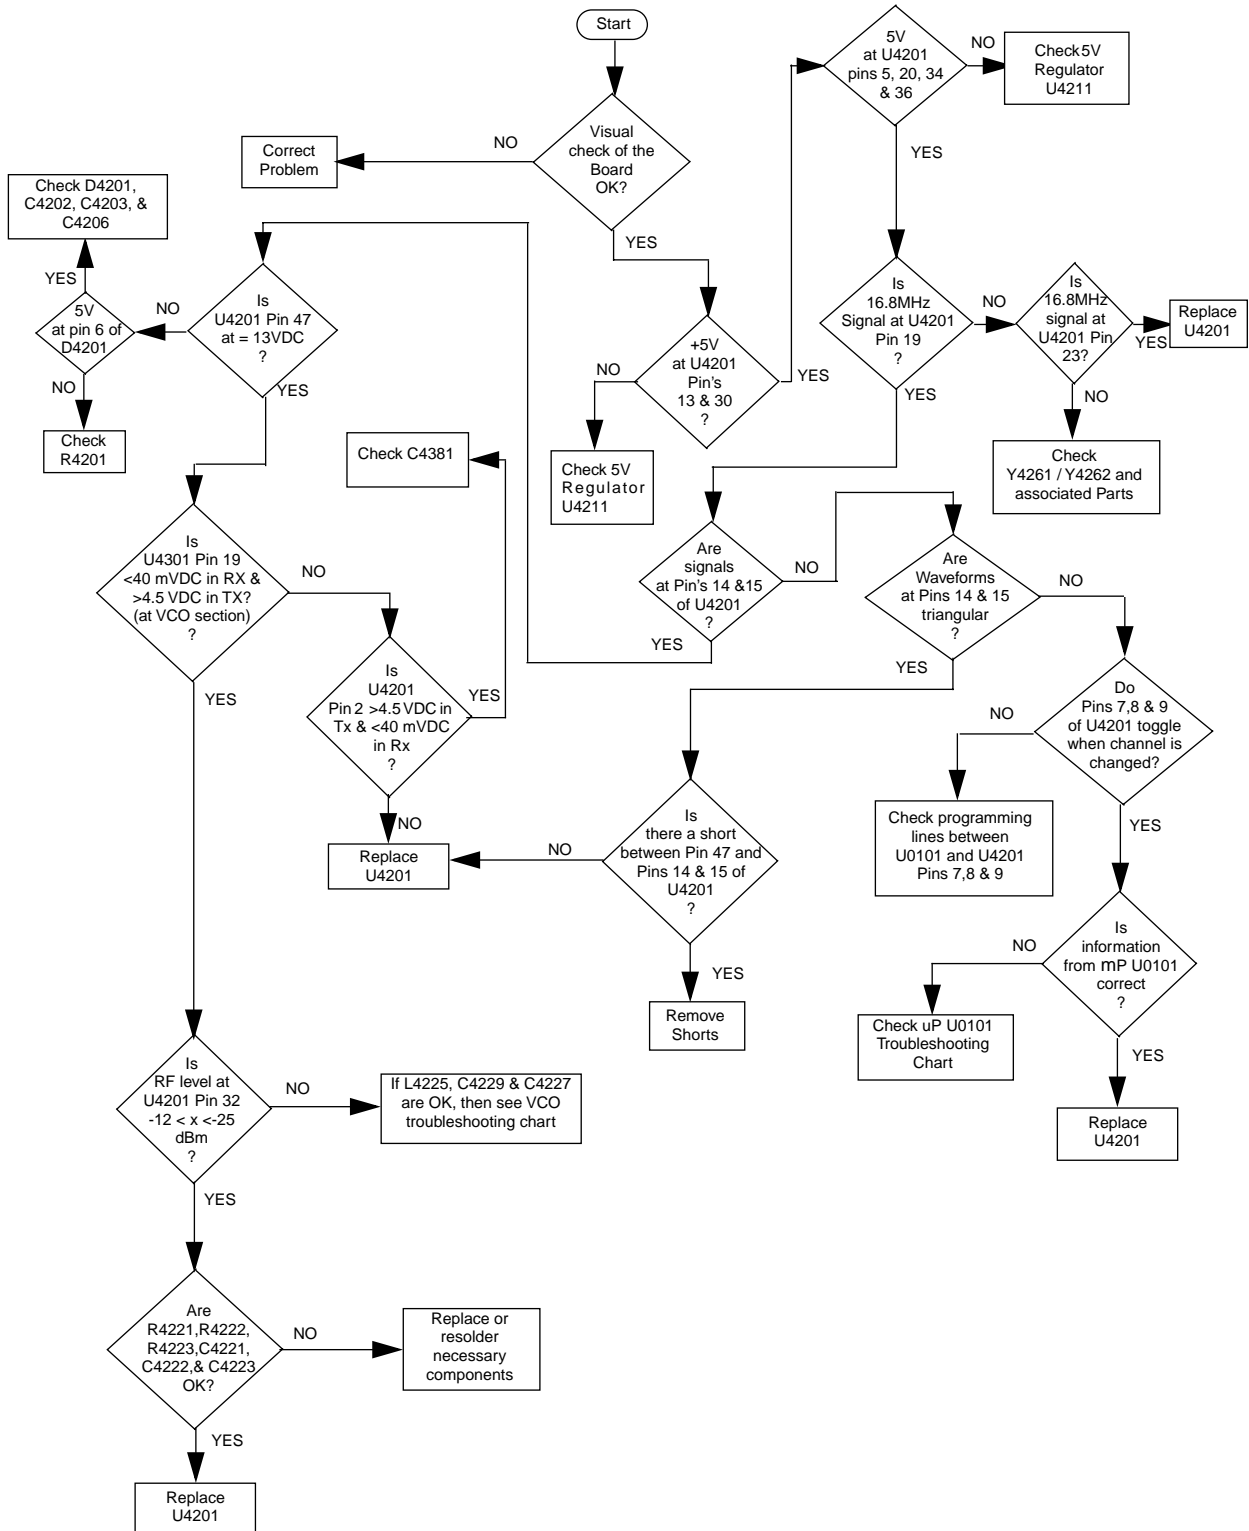 Start
5V
at U4201
pins 5, 20, 34
& 36
NO
Check 5V
Regulator
U4211
YES
Visual
check of the
Board
OK?
NO
Correct
Problem
YES
Check D4201,
C4202, C4203, &
C4206
YES
5V
at pin 6 of
D4201
NO
Check
R4201
NO
Is
U4201 Pin 47
at = 13VDC
?
YES
+5V
at U4201
Pin's
13 & 30
?
NO
YES
Check 5V
Regulator
U4211
Is
16.8MHz
Signal at U4201
Pin 19
?
NO
YES
Is
16.8MHz
signal at
U4201 Pin
23?
YES
Replace
U4201
NO
Check
Y4261 / Y4262 and
associated Parts
Check C4381
Is
U4301 Pin 19
<40 mVDC in RX &
>4.5 VDC in TX?
(at VCO section)
?
NO
YES
Is
U4201
Pin 2 >4.5 VDC in
Tx & <40 mVDC
in Rx
?
YES
NO
Replace
U4201
Are
signals
at Pin's 14 &15
of U4201
?
NO
YES
Are
Waveforms
at Pins 14 & 15
triangular
?
NO
YES
Do
Pins 7,8 & 9
of U4201 toggle
when channel is
changed?
NO
YES
Check programming
lines between
U0101 and U4201
Pins 7,8 & 9
Is
there a short
between Pin 47 and
Pins 14 & 15 of
U4201
?
NO
YES
Remove
Shorts
Is
information
from mP U0101
correct
?
NO
YES
Check uP U0101
Troubleshooting
Chart
Replace
U4201
Is
RF level at
U4201 Pin 32
-12 < x <-25
dBm
?
NO
If L4225, C4229 & C4227
are OK, then see VCO
troubleshooting chart
YES
Are
R4221,R4222,
R4223,C4221,
C4222,& C4223
OK?
NO
Replace or
resolder
necessary
components
YES
Replace
U4201